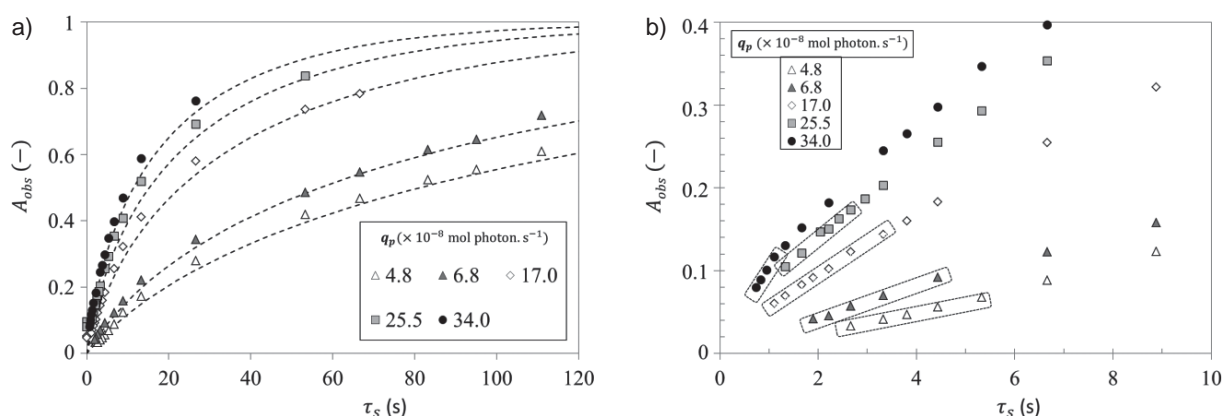 a)
1
0.8
0.6
0.4
0.2
0
A_obs (−)
0 20 40 60 80 100 120
τ_s (s)
q_p (× 10⁻⁸ mol photon. s⁻¹)
4.8 6.8 17.0
25.5 34.0
b)
0.4
0.3
0.2
0.1
0.0
A_obs (−)
0 2 4 6 8 10
τ_s (s)
q_p (× 10⁻⁸ mol photon. s⁻¹)
4.8
6.8
17.0
25.5
34.0